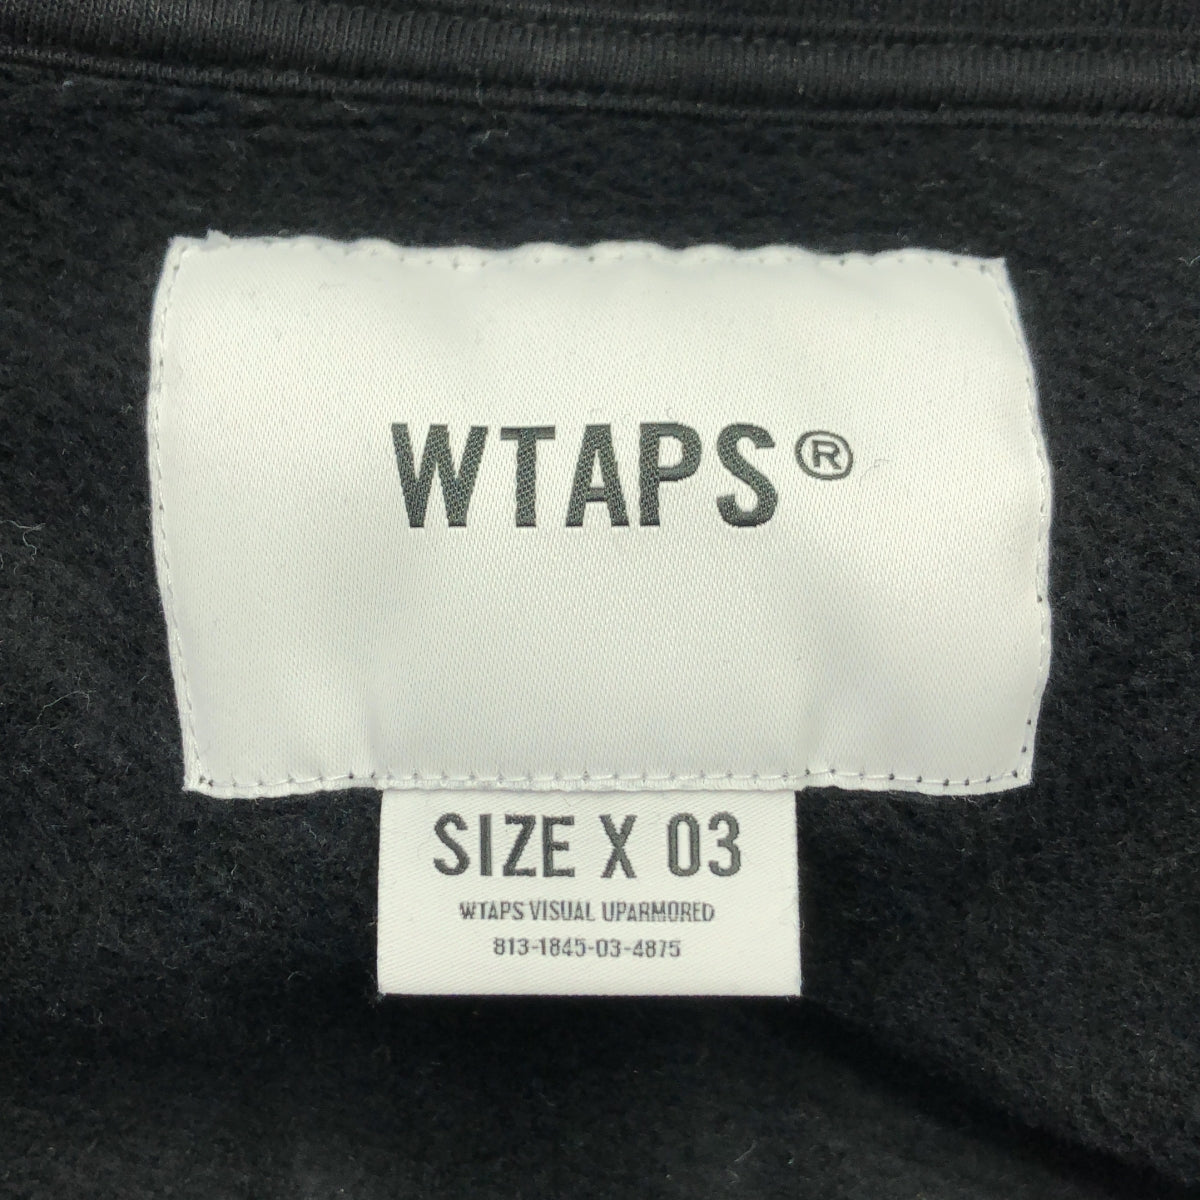 WTAPS®
SIZE X 03
WTAPS VISUAL UPARMORED
813-1845-03-4875